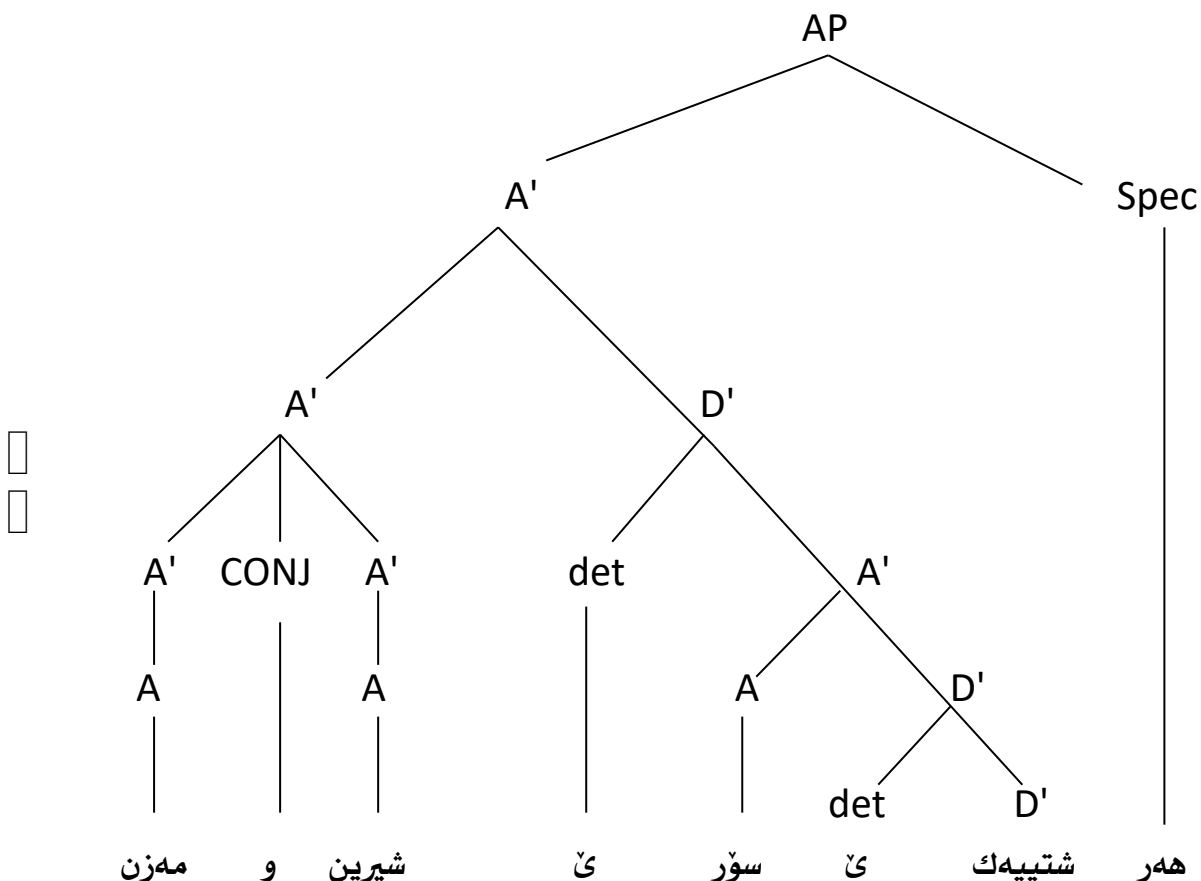 AP
A' Spec
A' D'
A' CONJ A' det A'
A A A D'
det D'
هەر شتییەك ێ سۆر ێ شیرین و مەزن